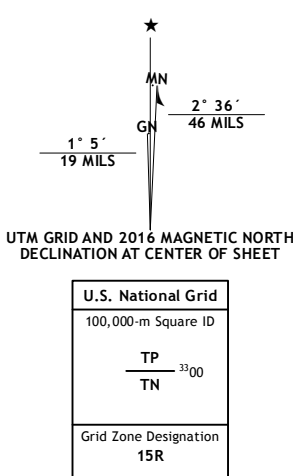 ★
MN
GN
2° 36´
46 MILS
1° 5´
19 MILS
UTM GRID AND 2016 MAGNETIC NORTH
DECLINATION AT CENTER OF SHEET
U.S. National Grid
100,000-m Square ID
TP
³³00
TN
Grid Zone Designation
15R